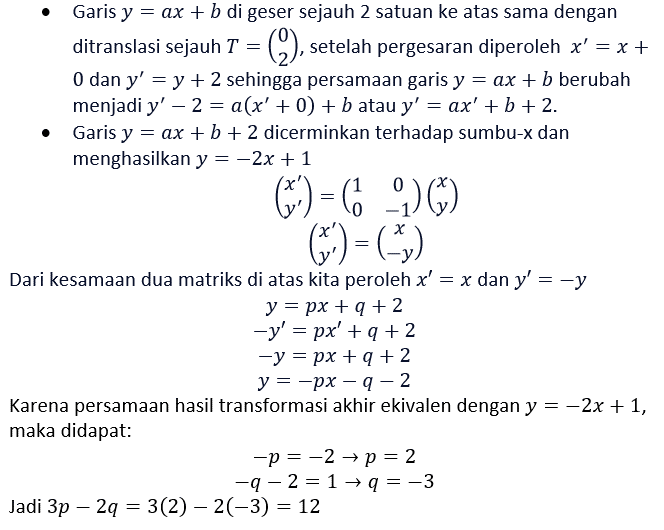 • Garis y = ax + b di geser sejauh 2 satuan ke atas sama dengan
ditranslasi sejauh T = (0 2), setelah pergesaran diperoleh x′ = x +
0 dan y′ = y + 2 sehingga persamaan garis y = ax + b berubah
menjadi y′ − 2 = a(x′ + 0) + b atau y′ = ax′ + b + 2.
• Garis y = ax + b + 2 dicerminkan terhadap sumbu-x dan
menghasilkan y = −2x + 1
(x′ y′) = (1 0 0 −1)(x y)
(x′ y′) = (x −y)
Dari kesamaan dua matriks di atas kita peroleh x′ = x dan y′ = −y
y = px + q + 2
−y′ = px′ + q + 2
−y = px + q + 2
y = −px − q − 2
Karena persamaan hasil transformasi akhir ekivalen dengan y = −2x + 1,
maka didapat:
−p = −2 → p = 2
−q − 2 = 1 → q = −3
Jadi 3p − 2q = 3(2) − 2(−3) = 12